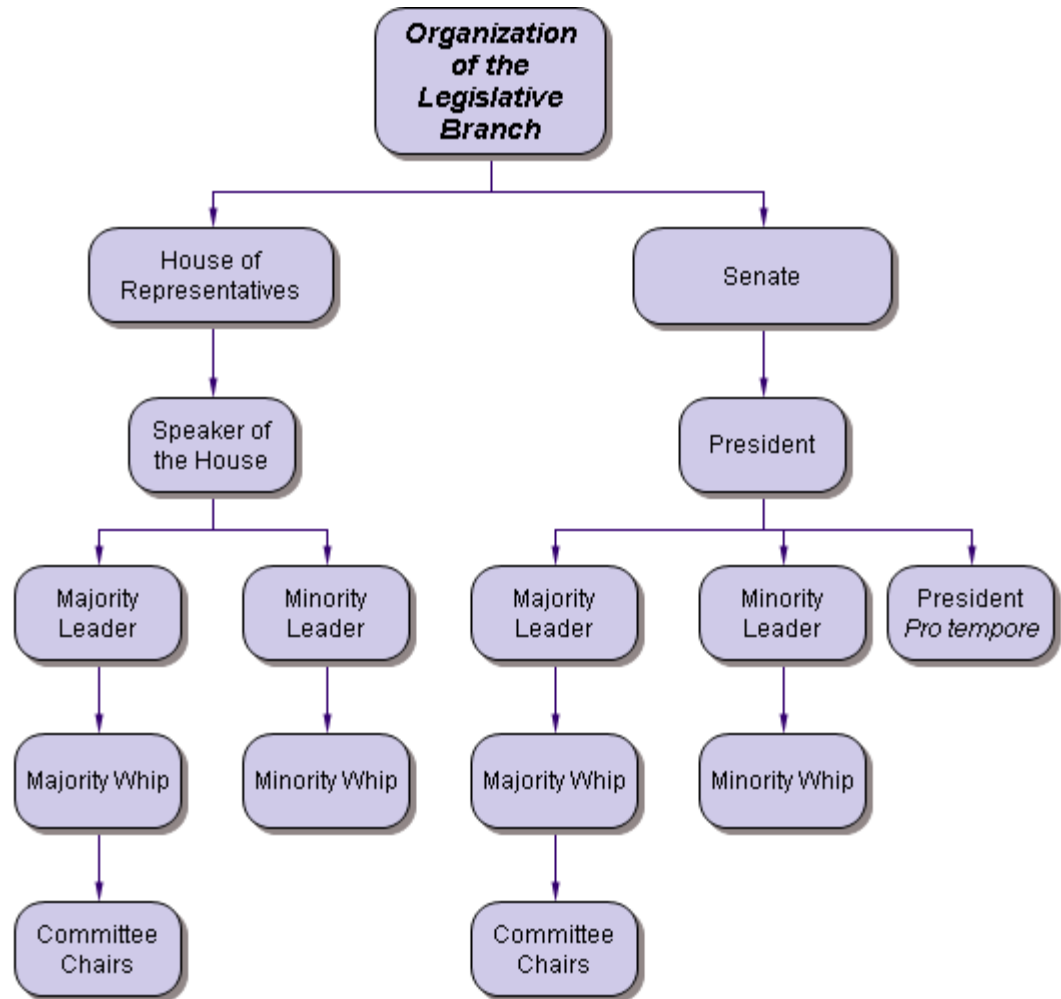 Organization
of the
Legislative
Branch
House of
Representatives
Senate
Speaker of
the House
President
Majority
Leader
Minority
Leader
Majority
Leader
Minority
Leader
President
Pro tempore
Majority Whip
Minority Whip
Majority Whip
Minority Whip
Committee
Chairs
Committee
Chairs